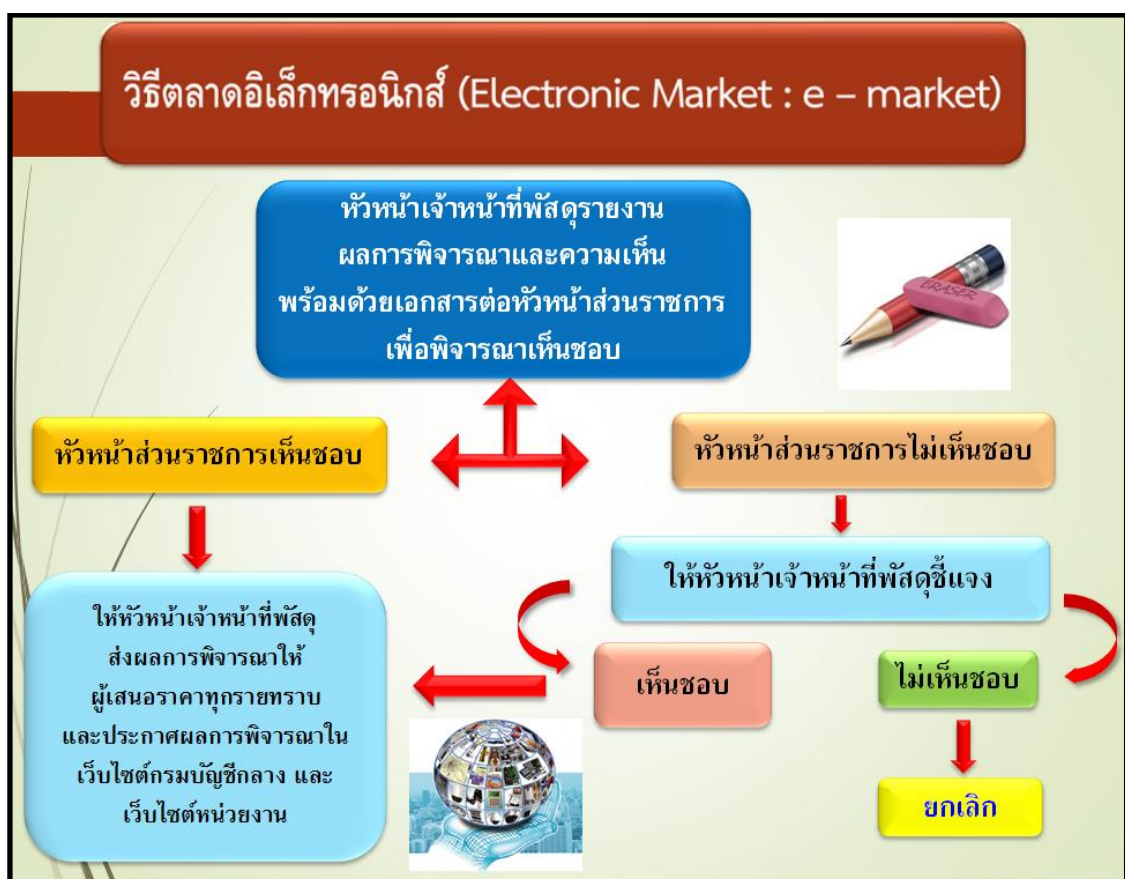 วิธีตลาดอิเล็กทรอนิกส์ (Electronic Market : e – market)
หัวหน้าเจ้าหน้าที่พัสดุรายงาน
ผลการพิจารณาและความเห็น
พร้อมด้วยเอกสารต่อหัวหน้าส่วนราชการ
เพื่อพิจารณาเห็นชอบ
ERASER
หัวหน้าส่วนราชการเห็นชอบ
หัวหน้าส่วนราชการไม่เห็นชอบ
ให้หัวหน้าเจ้าหน้าที่พัสดุชี้แจง
ให้หัวหน้าเจ้าหน้าที่พัสดุ
ส่งผลการพิจารณาให้
ผู้เสนอราคาทุกรายทราบ
และประกาศผลการพิจารณาใน
เว็บไซต์กรมบัญชีกลาง และ
เว็บไซต์หน่วยงาน
เห็นชอบ
ไม่เห็นชอบ
ยกเลิก